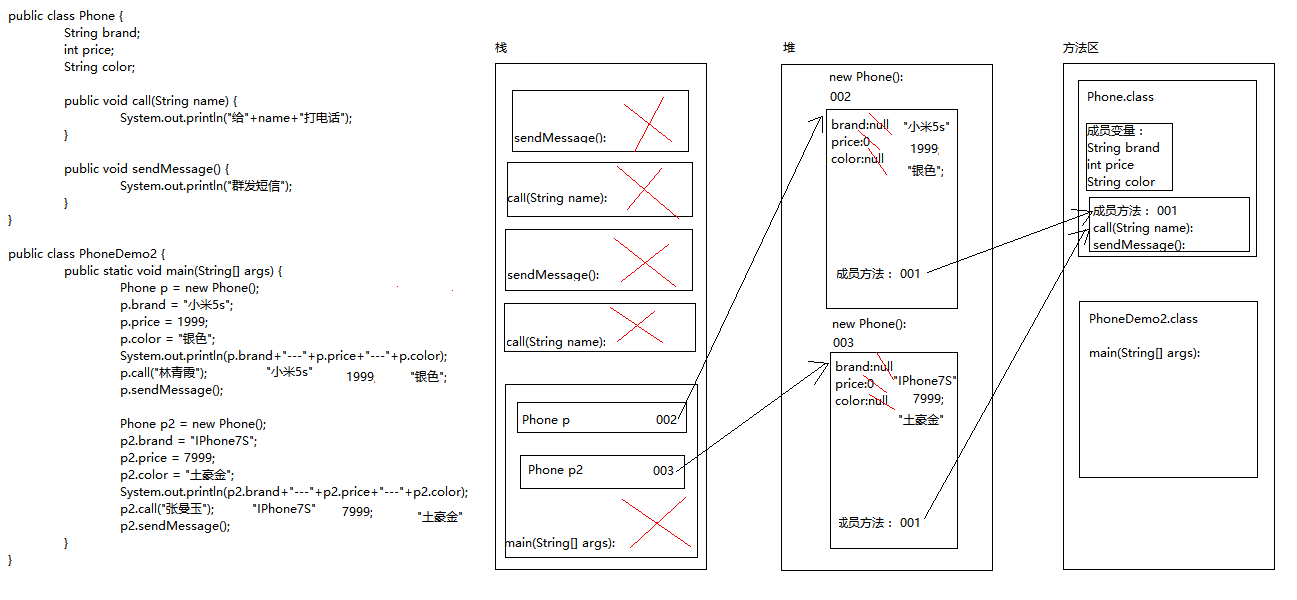 public class Phone {
String brand;
int price;
String color;
public void call(String name) {
System.out.println("给"+name+"打电话");
}
public void sendMessage() {
System.out.println("群发短信");
}
}
public class PhoneDemo2 {
public static void main(String[] args) {
Phone p = new Phone();
p.brand = "小米5s";
p.price = 1999;
p.color = "银色";
System.out.println(p.brand+"---"+p.price+"---"+p.color);
p.call("林青霞"); "小米5s" 1999; "银色";
p.sendMessage();
Phone p2 = new Phone();
p2.brand = "IPhone7S";
p2.price = 7999;
p2.color = "土豪金";
System.out.println(p2.brand+"---"+p2.price+"---"+p2.color);
p2.call("张曼玉"); "IPhone7S" 7999; "土豪金"
p2.sendMessage();
}
}
栈
sendMessage():
call(String name):
sendMessage():
call(String name):
Phone p 002
Phone p2 003
main(String[] args):
堆
new Phone():
002
brand:null "小米5s"
price:0 1999;
color:null "银色";
成员方法：001
new Phone():
003
brand:null "IPhone7S"
price:0 7999;
color:null "土豪金"
成员方法：001
方法区
Phone.class
成员变量：
String brand
int price
String color
成员方法：001
call(String name):
sendMessage():
PhoneDemo2.class
main(String[] args):